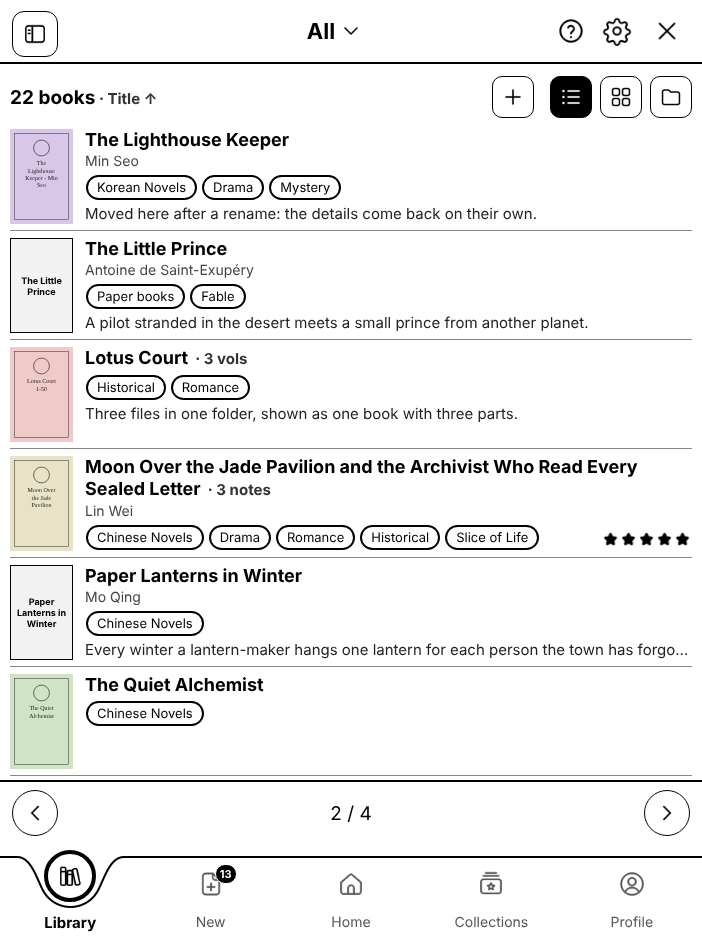 All
22 books · Title ↑
The
Lighthouse
Keeper - Min
Seo
The Lighthouse Keeper
Min Seo
Korean Novels Drama Mystery
Moved here after a rename: the details come back on their own.
The Little
Prince
The Little Prince
Antoine de Saint-Exupéry
Paper books Fable
A pilot stranded in the desert meets a small prince from another planet.
Lotus Court
1-50
Lotus Court · 3 vols
Historical Romance
Three files in one folder, shown as one book with three parts.
Moon Over
the Jade
Pavilion
Moon Over the Jade Pavilion and the Archivist Who Read Every
Sealed Letter · 3 notes
Lin Wei
Chinese Novels Drama Romance Historical Slice of Life
Paper
Lanterns in
Winter
Paper Lanterns in Winter
Mo Qing
Chinese Novels
Every winter a lantern-maker hangs one lantern for each person the town has forgo...
The Quiet
Alchemist
The Quiet Alchemist
Chinese Novels
2 / 4
13
Library New Home Collections Profile